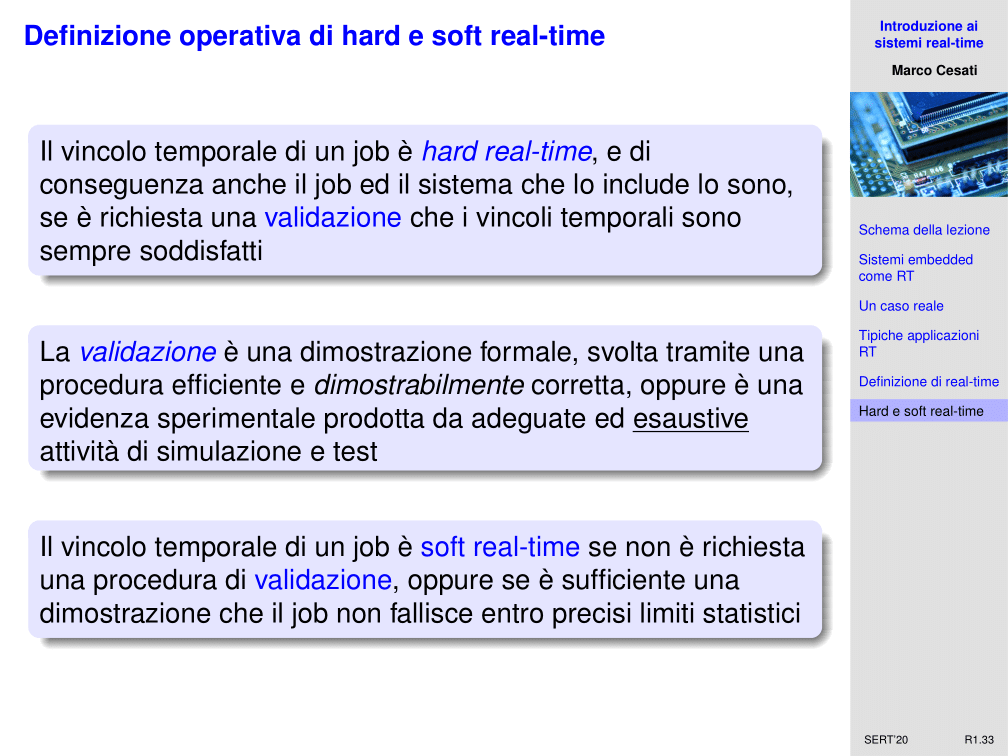 Definizione operativa di hard e soft real-time
Il vincolo temporale di un job è hard real-time, e di
conseguenza anche il job ed il sistema che lo include lo sono,
se è richiesta una validazione che i vincoli temporali sono
sempre soddisfatti
La validazione è una dimostrazione formale, svolta tramite una
procedura efficiente e dimostrabilmente corretta, oppure è una
evidenza sperimentale prodotta da adeguate ed esaustive
attività di simulazione e test
Il vincolo temporale di un job è soft real-time se non è richiesta
una procedura di validazione, oppure se è sufficiente una
dimostrazione che il job non fallisce entro precisi limiti statistici
Introduzione ai
sistemi real-time
Marco Cesati
R47 R46
Schema della lezione
Sistemi embedded
come RT
Un caso reale
Tipiche applicazioni
RT
Definizione di real-time
Hard e soft real-time
SERT'20 R1.33